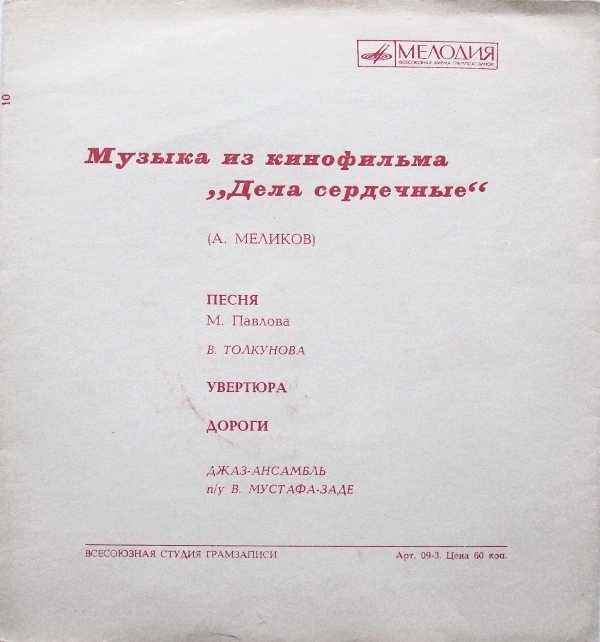 МЕЛОДИЯ
ВСЕСОЮЗНАЯ ФИРМА ГРАМПЛАСТИНОК
10
Музыка из кинофильма
„Дела сердечные“
(А. МЕЛИКОВ)
ПЕСНЯ
М. Павлова
В. ТОЛКУНОВА
УВЕРТЮРА
ДОРОГИ
ДЖАЗ-АНСАМБЛЬ
п/у В. МУСТАФА-ЗАДЕ
ВСЕСОЮЗНАЯ СТУДИЯ ГРАМЗАПИСИ
Арт. 09-3. Цена 60 коп.